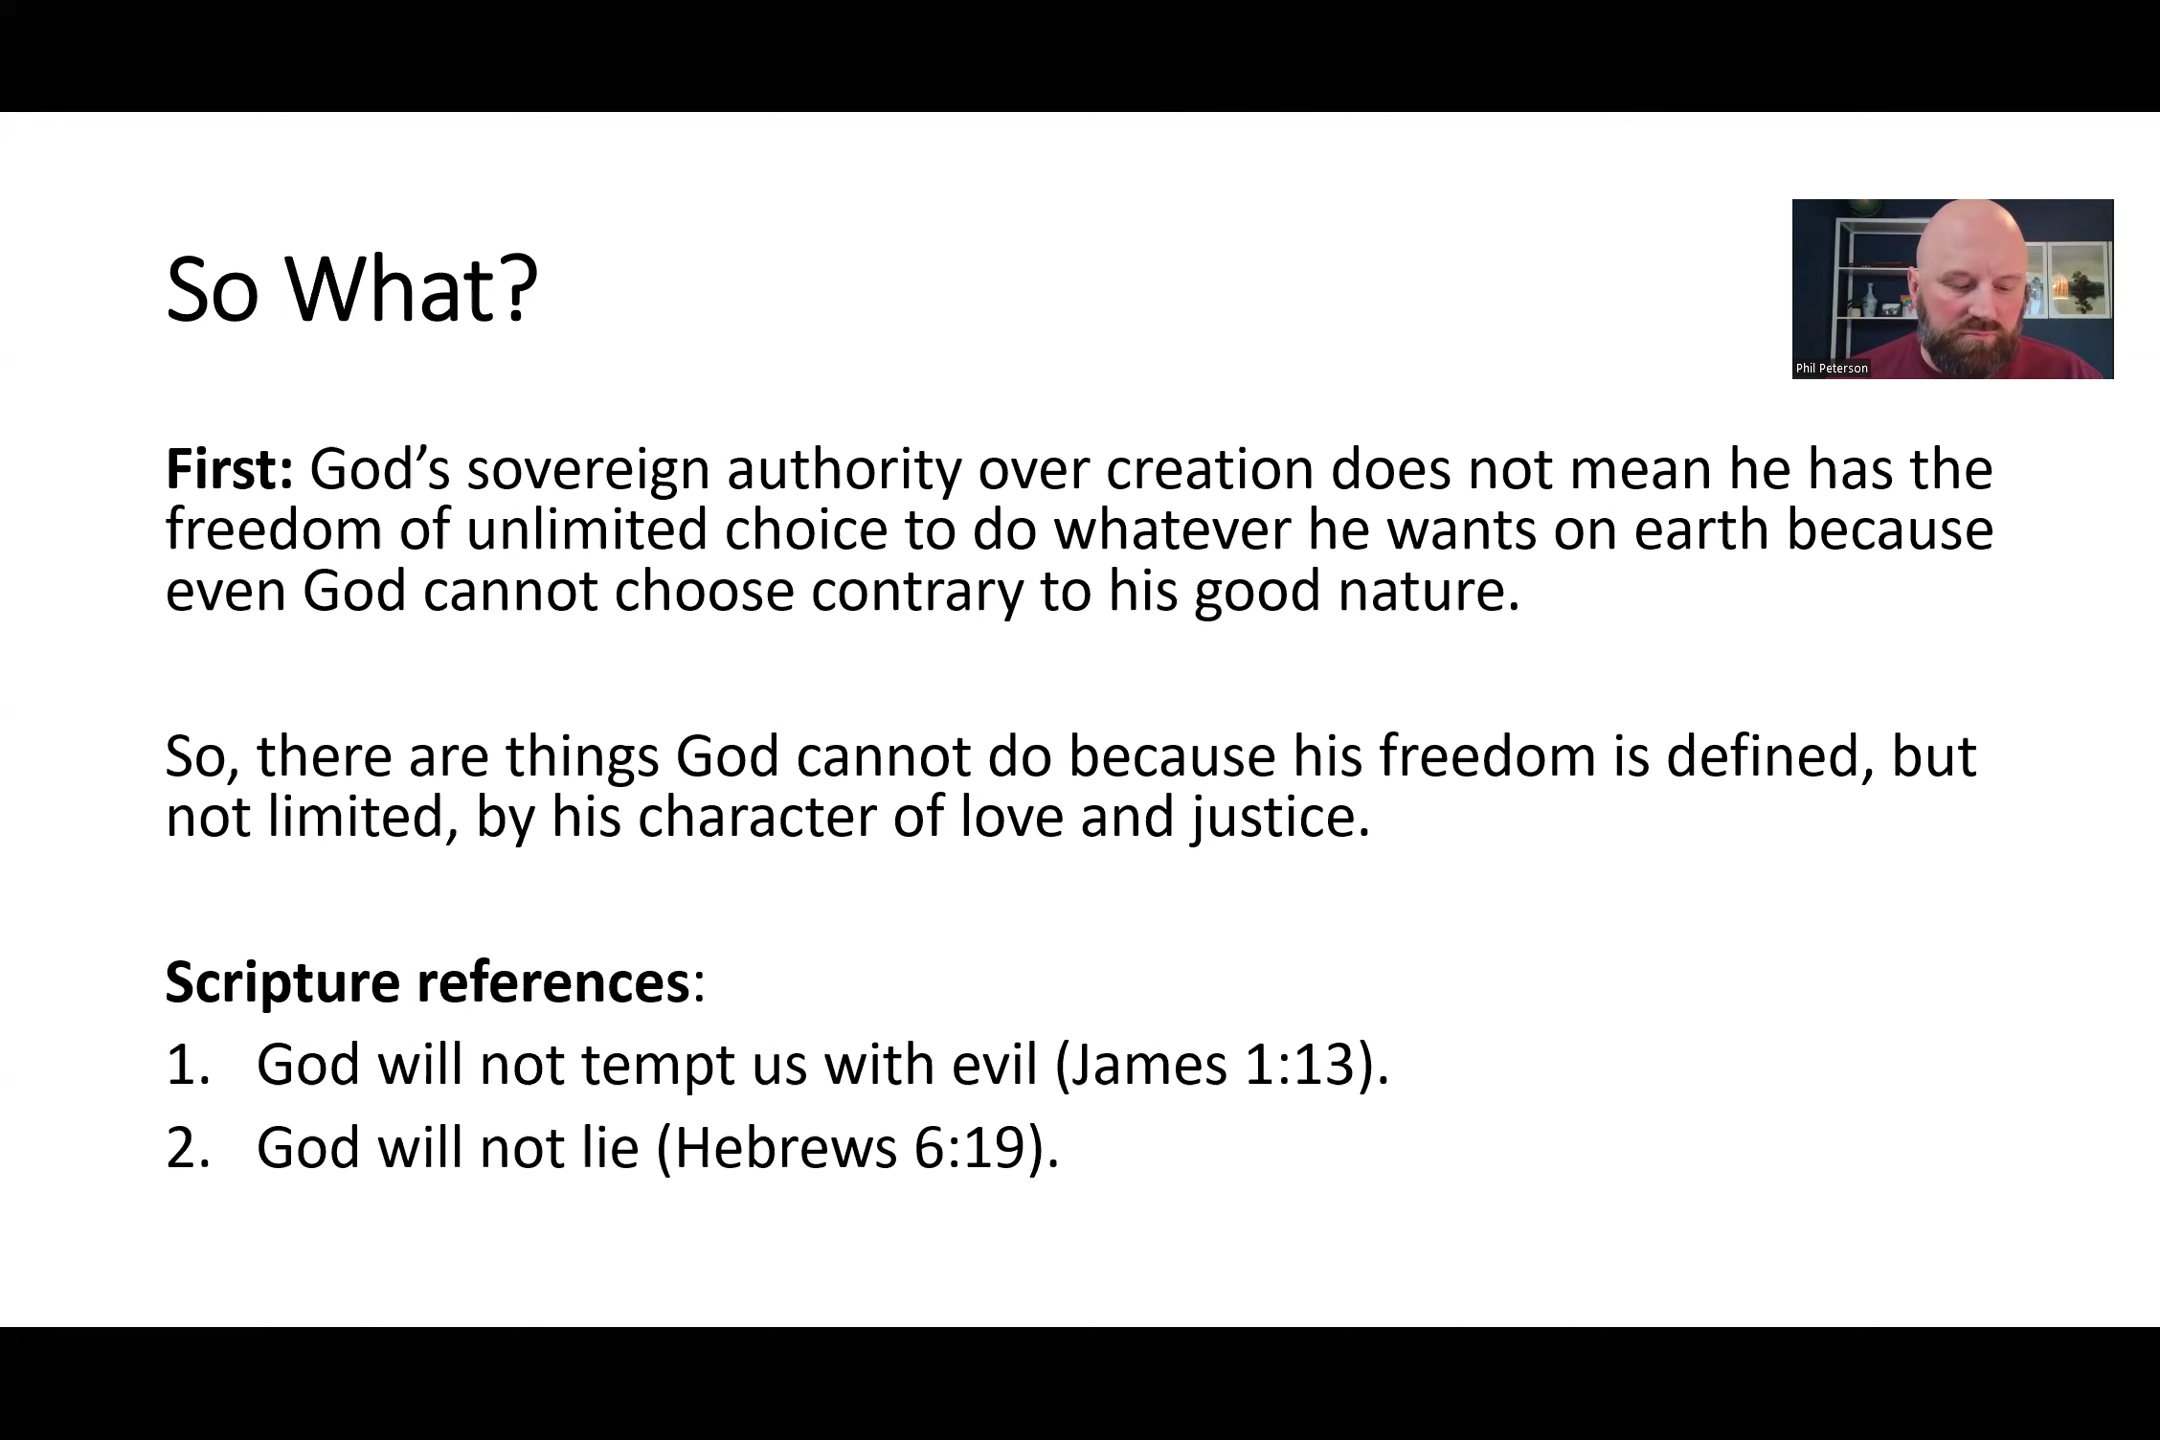 So What?
Phil Peterson
First: God’s sovereign authority over creation does not mean he has the
freedom of unlimited choice to do whatever he wants on earth because
even God cannot choose contrary to his good nature.
So, there are things God cannot do because his freedom is defined, but
not limited, by his character of love and justice.
Scripture references:
1. God will not tempt us with evil (James 1:13).
2. God will not lie (Hebrews 6:19).